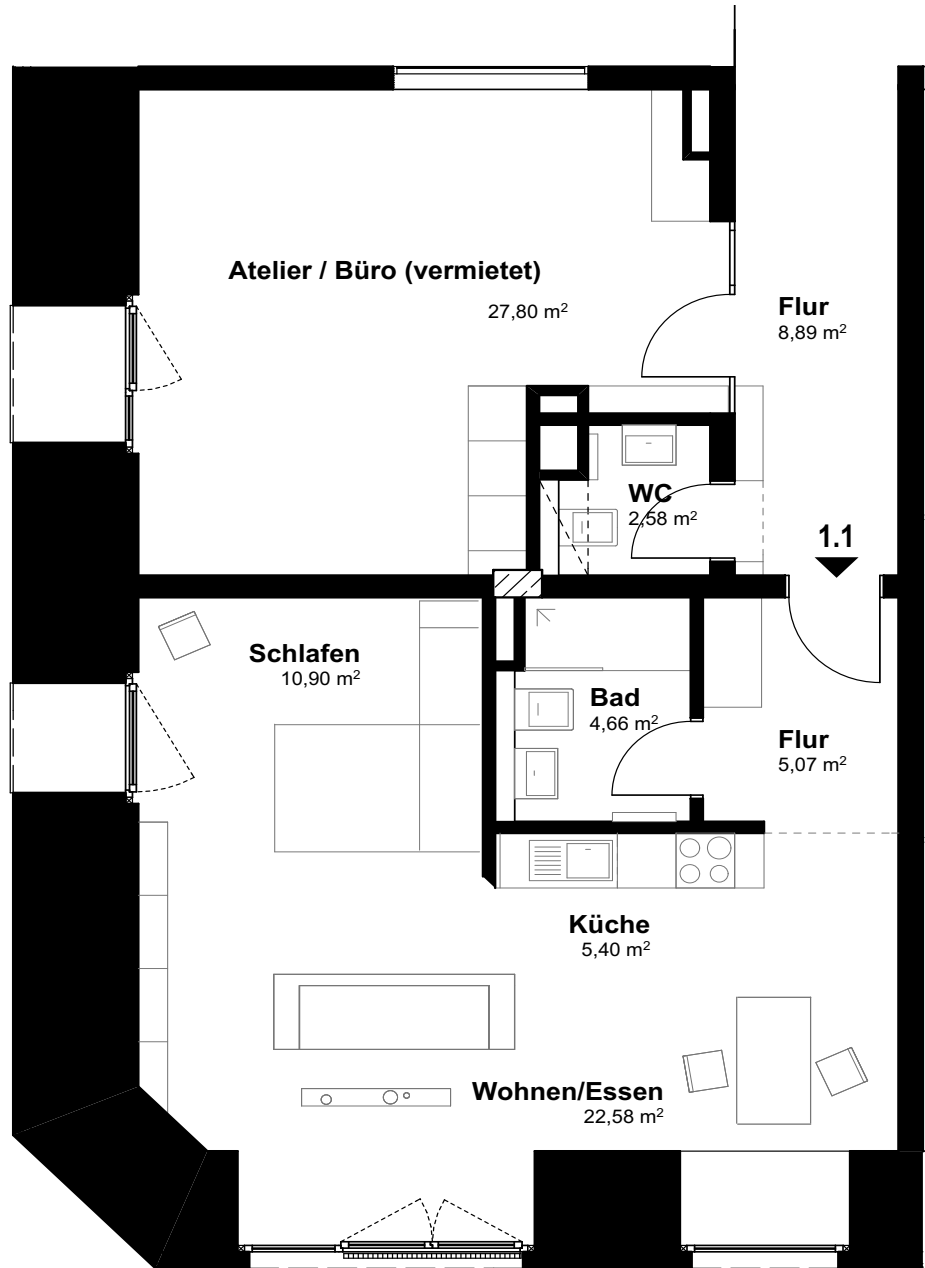 Atelier / Büro (vermietet)
27,80 m²
Flur
8,89 m²
WC
2,58 m²
1.1
Schlafen
10,90 m²
Bad
4,66 m²
Flur
5,07 m²
Küche
5,40 m²
Wohnen/Essen
22,58 m²